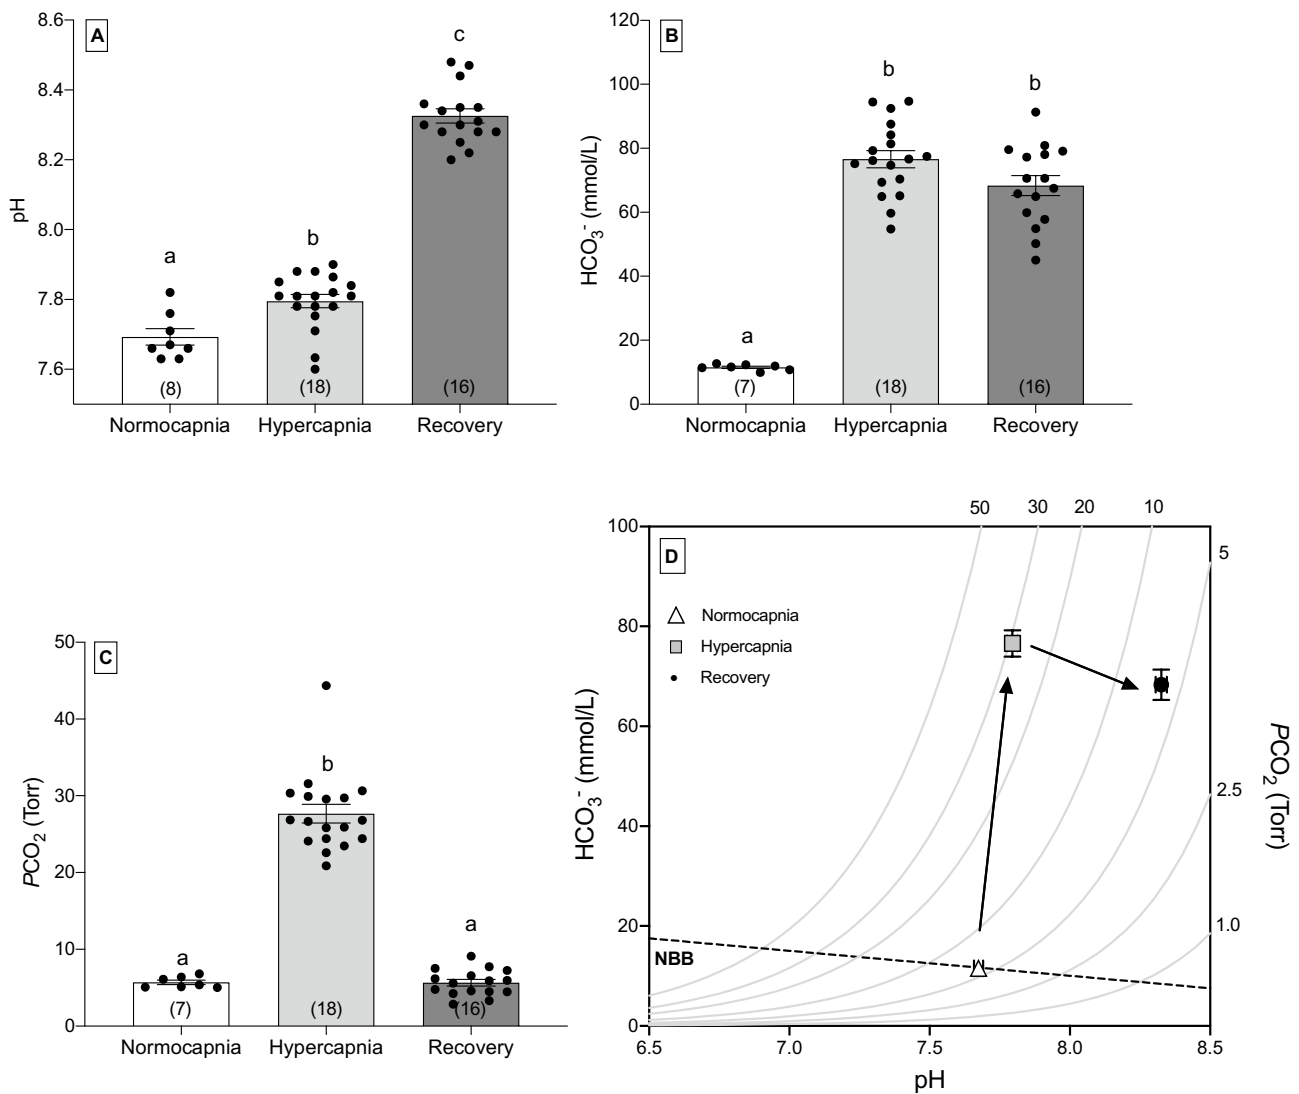 A
pH
8.6
8.4
8.2
8.0
7.8
7.6
a
b
c
(8)
(18)
(16)
Normocapnia
Hypercapnia
Recovery
B
HCO3- (mmol/L)
120
100
80
60
40
20
0
a
b
b
(7)
(18)
(16)
Normocapnia
Hypercapnia
Recovery
C
PCO2 (Torr)
50
40
30
20
10
0
a
b
a
(7)
(18)
(16)
Normocapnia
Hypercapnia
Recovery
50 30 20 10
D
5
2.5
1.0
PCO2 (Torr)
HCO3- (mmol/L)
100
80
60
40
20
0
Normocapnia
Hypercapnia
Recovery
NBB
6.5 7.0 7.5 8.0 8.5
pH